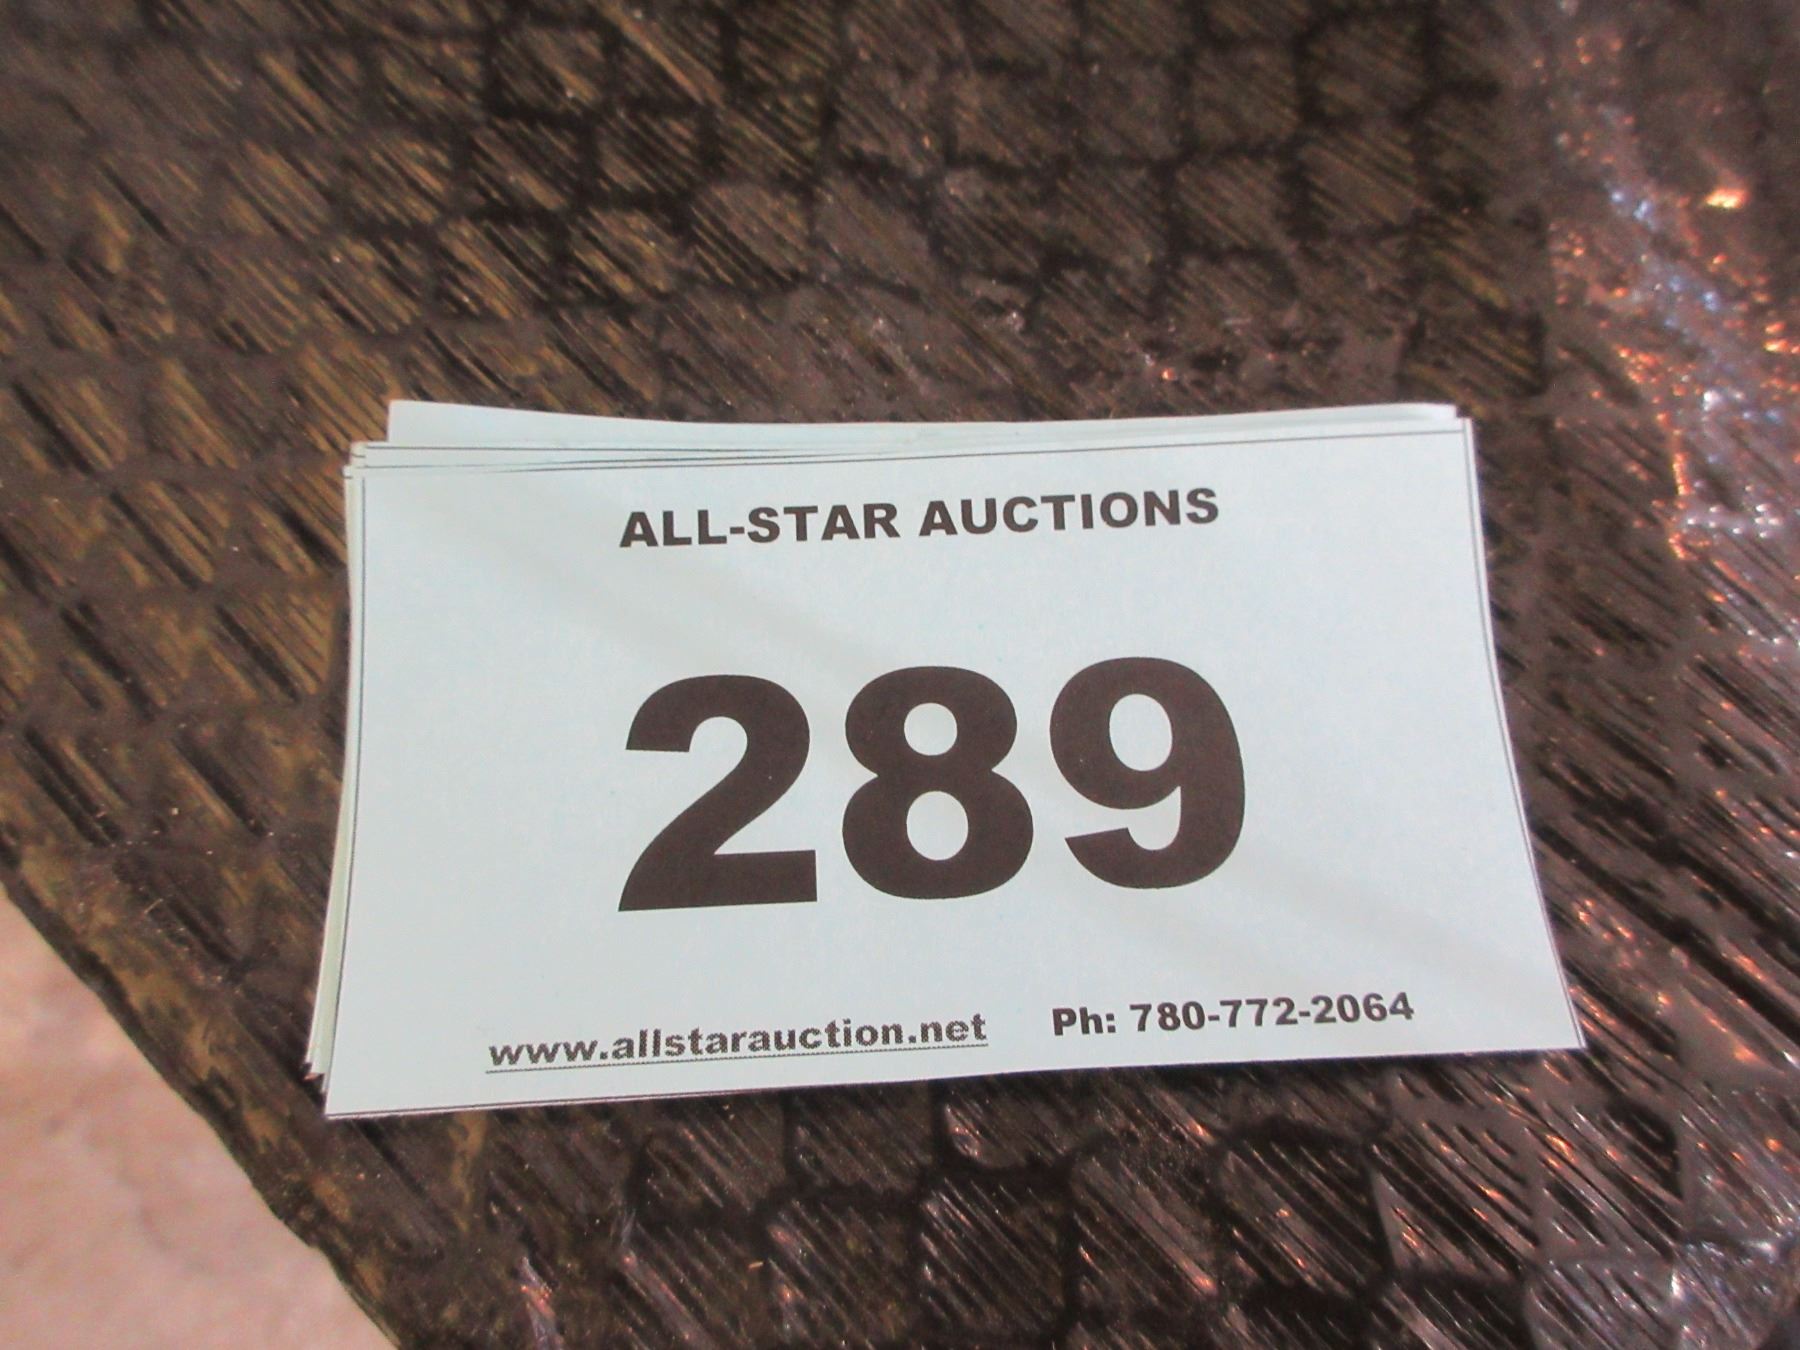 ALL-STAR AUCTIONS
289
www.allstarauction.net Ph: 780-772-2064